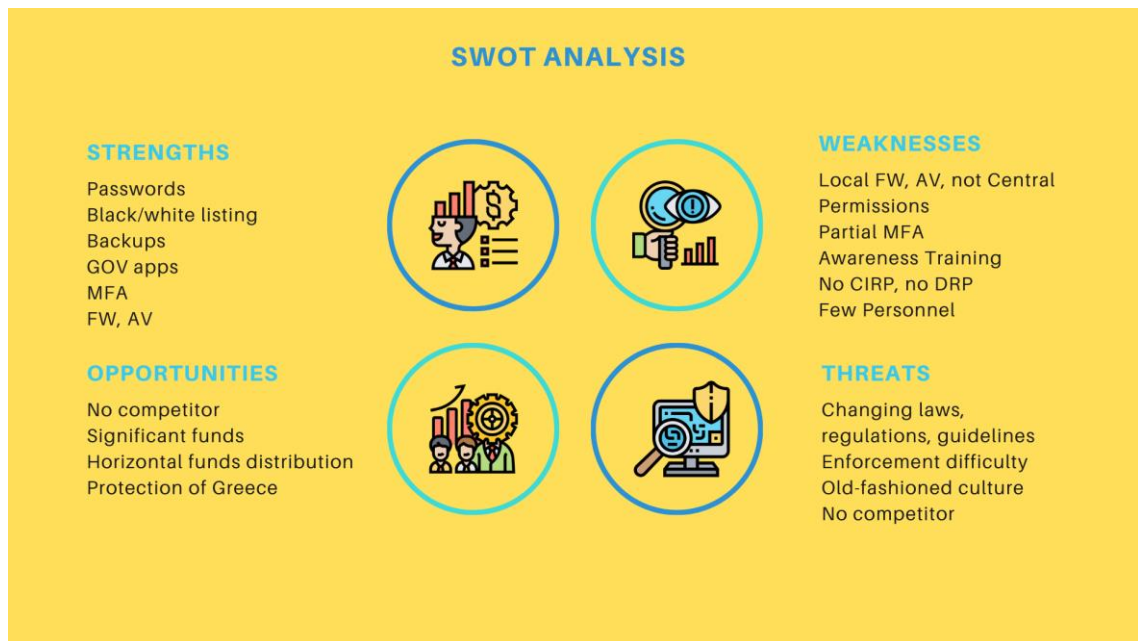 SWOT ANALYSIS
STRENGTHS
Passwords
Black/white listing
Backups
GOV apps
MFA
FW, AV
WEAKNESSES
Local FW, AV, not Central
Permissions
Partial MFA
Awareness Training
No CIRP, no DRP
Few Personnel
OPPORTUNITIES
No competitor
Significant funds
Horizontal funds distribution
Protection of Greece
THREATS
Changing laws,
regulations, guidelines
Enforcement difficulty
Old-fashioned culture
No competitor